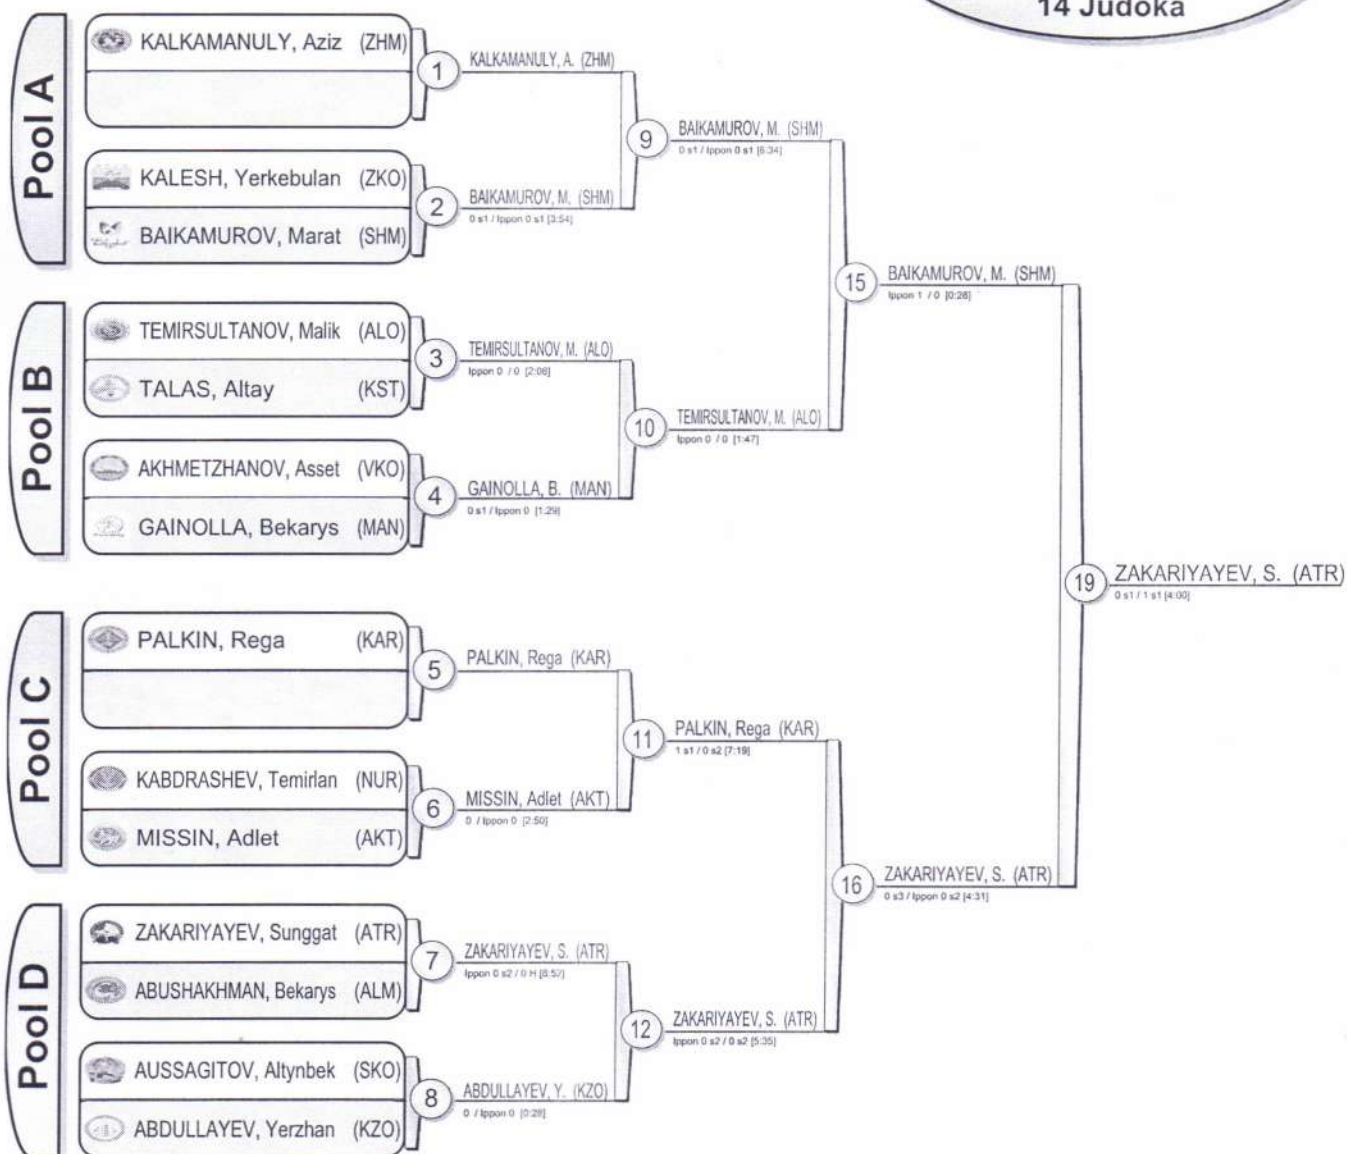 14 Judoka
Pool A
KALKAMANULY, Aziz (ZHM)
KALESH, Yerkebulan (ZKO)
BAIKAMUROV, Marat (SHM)
Pool B
TEMIRSULTANOV, Malik (ALO)
TALAS, Altay (KST)
AKHMETZHANOV, Asset (VKO)
GAINOLLA, Bekarys (MAN)
Pool C
PALKIN, Rega (KAR)
KABDRASHEV, Temirlan (NUR)
MISSIN, Adlet (AKT)
Pool D
ZAKARIYAYEV, Sunggat (ATR)
ABUSHAKHMAN, Bekarys (ALM)
AUSSAGITOV, Altynbek (SKO)
ABDULLAYEV, Yerzhan (KZO)
1
KALKAMANULY, A. (ZHM)
2
BAIKAMUROV, M. (SHM)
0 s1 / Ippon 0 s1 [3:54]
3
TEMIRSULTANOV, M. (ALO)
Ippon 0 / 0 [2:08]
4
GAINOLLA, B. (MAN)
0 s1 / Ippon 0 [1:29]
5
PALKIN, Rega (KAR)
6
MISSIN, Adlet (AKT)
0 / Ippon 0 [2:50]
7
ZAKARIYAYEV, S. (ATR)
Ippon 0 s2 / 0 H
8
ABDULLAYEV, Y. (KZO)
0 / Ippon 0 [0:28]
9
BAIKAMUROV, M. (SHM)
0 s1 / Ippon 0 s1 [6:34]
10
TEMIRSULTANOV, M. (ALO)
Ippon 0 / 0 [1:47]
11
PALKIN, Rega (KAR)
1 s1 / 0 s2 [7:19]
12
ZAKARIYAYEV, S. (ATR)
Ippon 0 s2 / 0 s2 [5:35]
15
BAIKAMUROV, M. (SHM)
Ippon 1 / 0 [0:28]
16
ZAKARIYAYEV, S. (ATR)
0 s3 / Ippon 0 s2 [4:31]
19
ZAKARIYAYEV, S. (ATR)
0 s1 / 1 s1 [4:00]